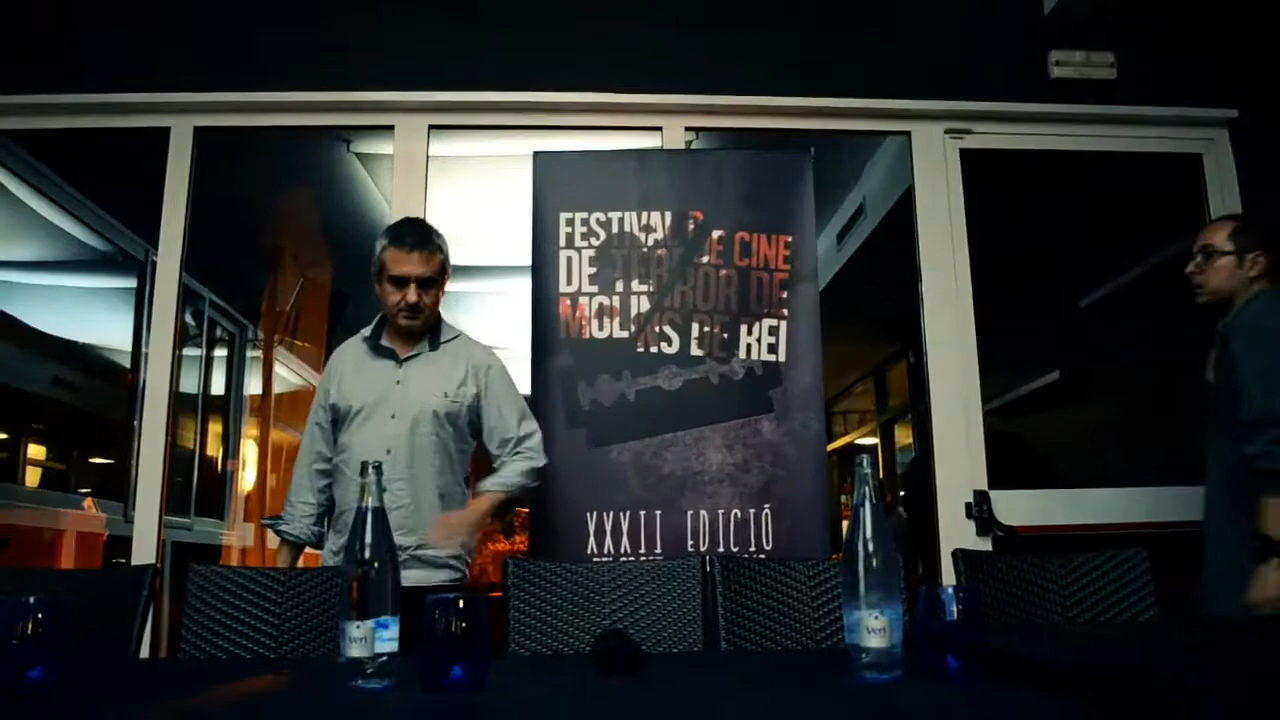 FESTIVAL DE CINE
DE TERROR DE
MOLINS DE REI
XXXII EDICIÓ
Veri
Veri